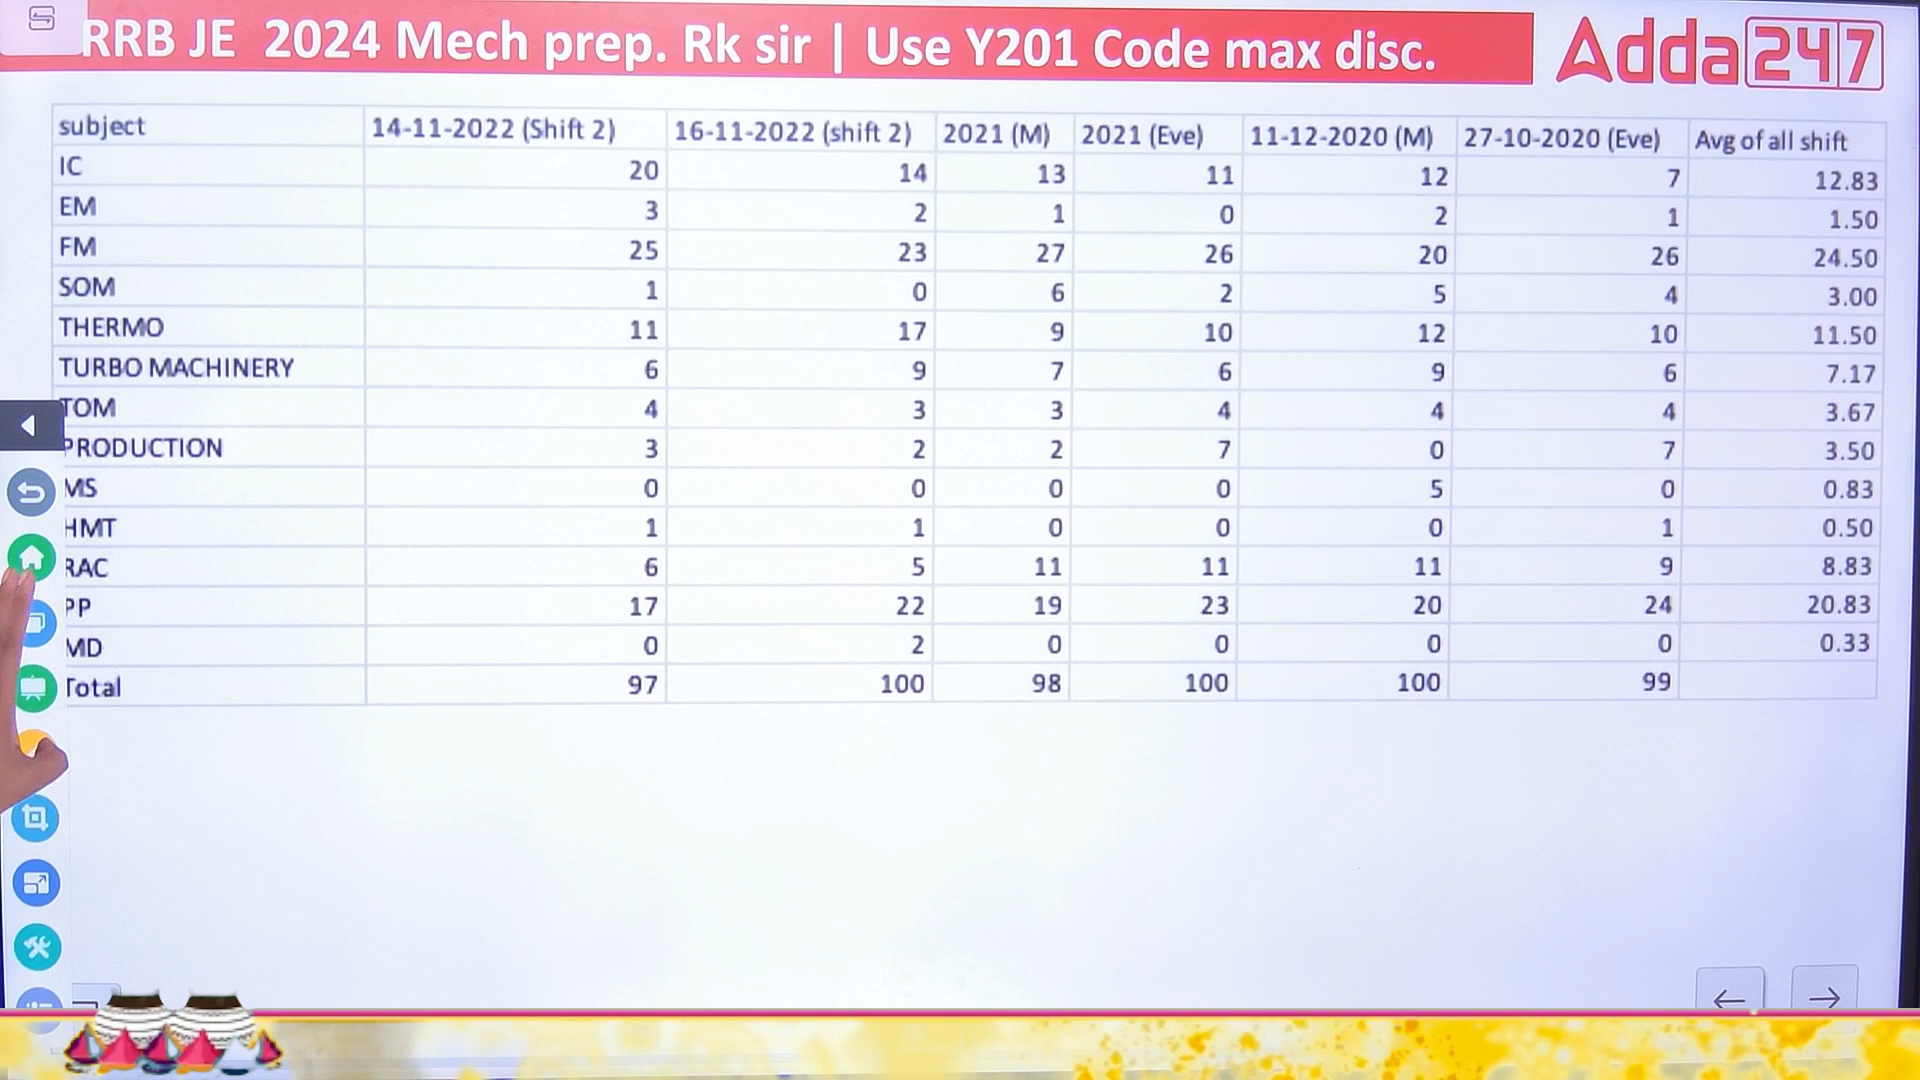 RRB JE 2024 Mech prep. Rk sir | Use Y201 Code max disc.
Adda247
subject 14-11-2022 (Shift 2) 16-11-2022 (shift 2) 2021 (M) 2021 (Eve) 11-12-2020 (M) 27-10-2020 (Eve) Avg of all shift
IC 20 14 13 11 12 7 12.83
EM 3 2 1 0 2 1 1.50
FM 25 23 27 26 20 26 24.50
SOM 1 0 6 2 5 4 3.00
THERMO 11 17 9 10 12 10 11.50
TURBO MACHINERY 6 9 7 6 9 6 7.17
TOM 4 3 3 4 4 4 3.67
PRODUCTION 3 2 2 7 0 7 3.50
MS 0 0 0 0 5 0 0.83
HMT 1 1 0 0 0 1 0.50
RAC 6 5 11 11 11 9 8.83
PP 17 22 19 23 20 24 20.83
MD 0 2 0 0 0 0 0.33
Total 97 100 98 100 100 99